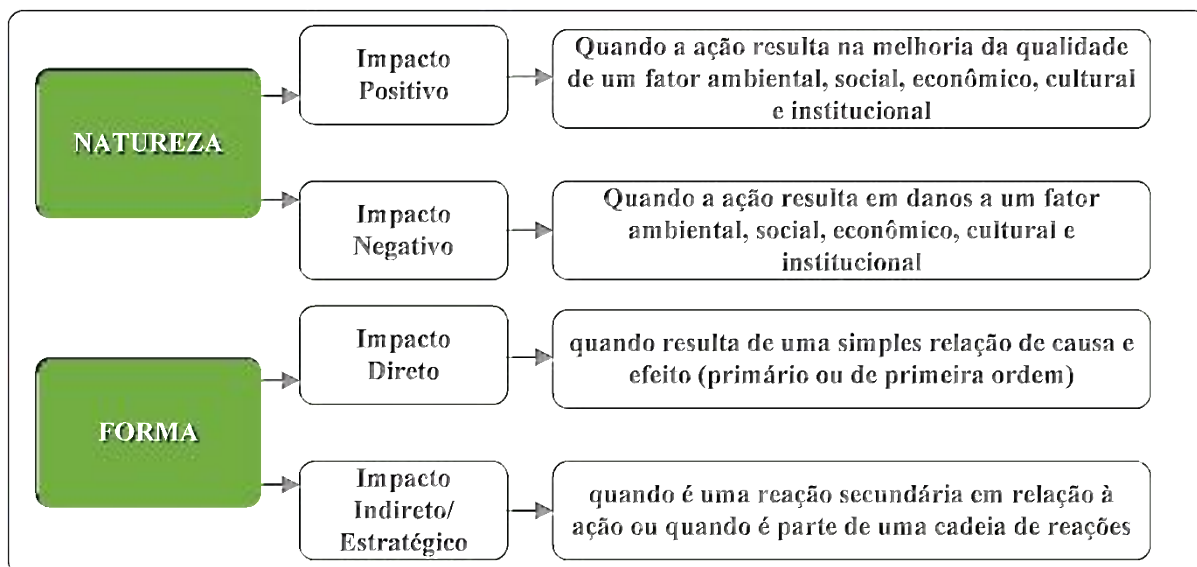 NATUREZA
Impacto
Positivo
Quando a ação resulta na melhoria da qualidade
de um fator ambiental, social, econômico, cultural
e institucional
Impacto
Negativo
Quando a ação resulta em danos a um fator
ambiental, social, econômico, cultural e
institucional
FORMA
Impacto
Direto
quando resulta de uma simples relação de causa e
efeito (primário ou de primeira ordem)
Impacto
Indireto/
Estratégico
quando é uma reação secundária em relação à
ação ou quando é parte de uma cadeia de reações